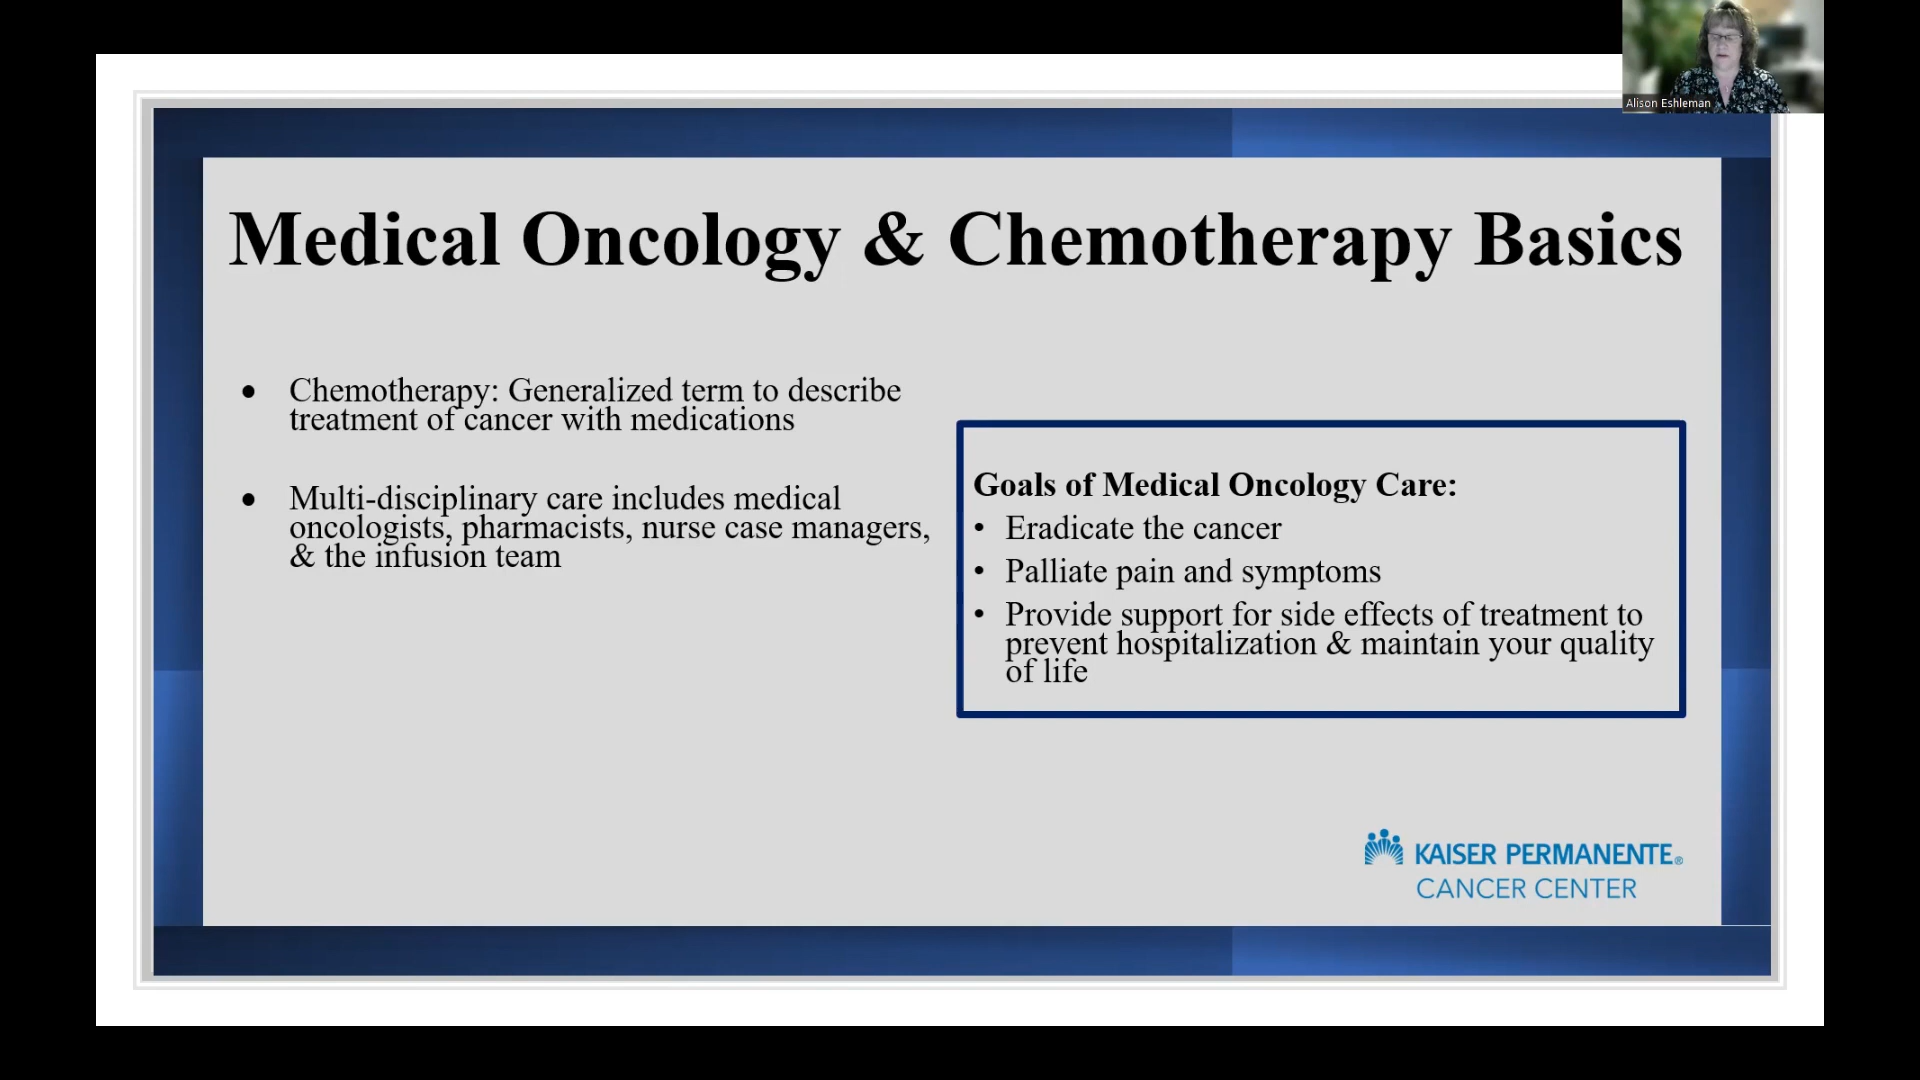 Alison Eshleman
Medical Oncology & Chemotherapy Basics
• Chemotherapy: Generalized term to describe
treatment of cancer with medications
• Multi-disciplinary care includes medical
oncologists, pharmacists, nurse case managers,
& the infusion team
Goals of Medical Oncology Care:
• Eradicate the cancer
• Palliate pain and symptoms
• Provide support for side effects of treatment to
prevent hospitalization & maintain your quality
of life
KAISER PERMANENTE®
CANCER CENTER